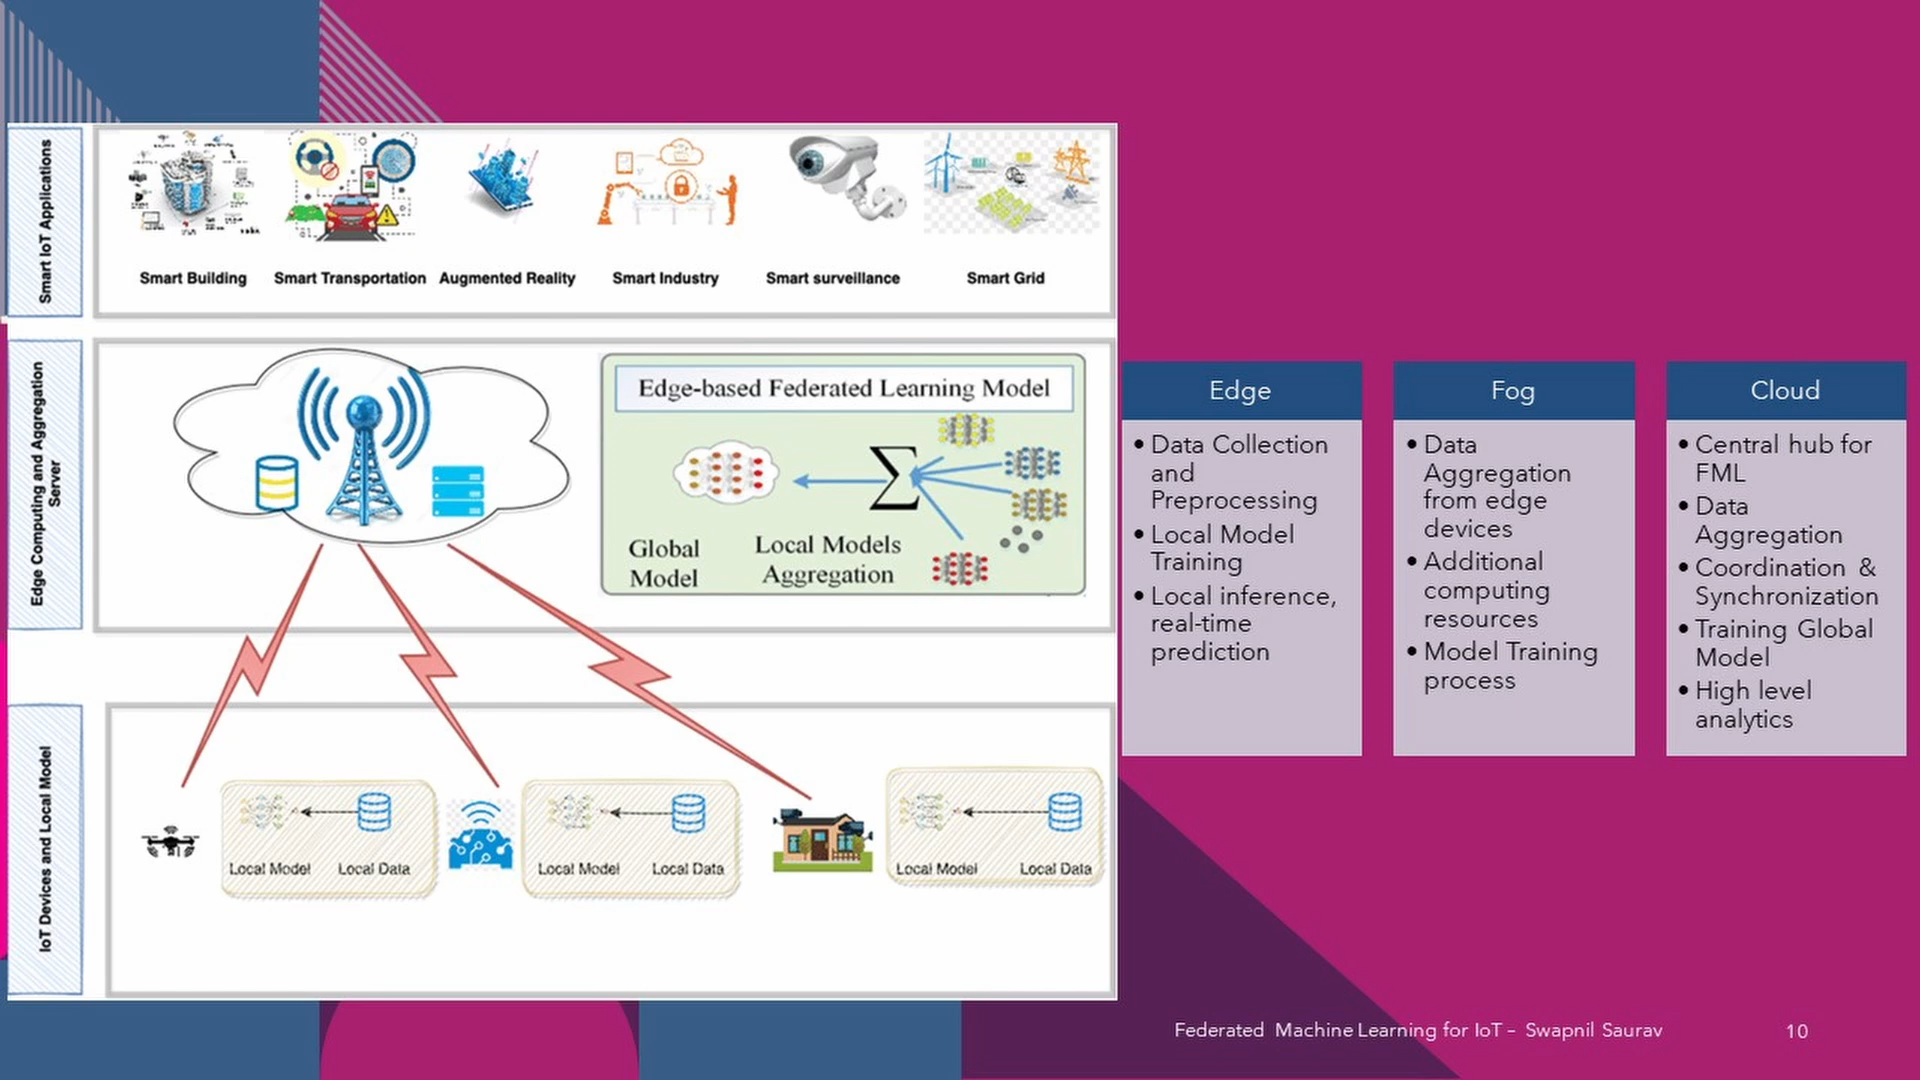 Smart IoT Applications
Smart Building
Smart Transportation
Augmented Reality
Smart Industry
Smart surveillance
Smart Grid
Edge Computing and Aggregation
Server
Edge-based Federated Learning Model
Σ
Global
Model
Local Models
Aggregation
IoT Devices and Local Model
Local Model
Local Data
Local Model
Local Data
Local Model
Local Data
Edge
• Data Collection
and
Preprocessing
• Local Model
Training
• Local inference,
real-time
prediction
Fog
• Data
Aggregation
from edge
devices
• Additional
computing
resources
• Model Training
process
Cloud
• Central hub for
FML
• Data
Aggregation
• Coordination &
Synchronization
• Training Global
Model
• High level
analytics
Federated Machine Learning for IoT – Swapnil Saurav
10